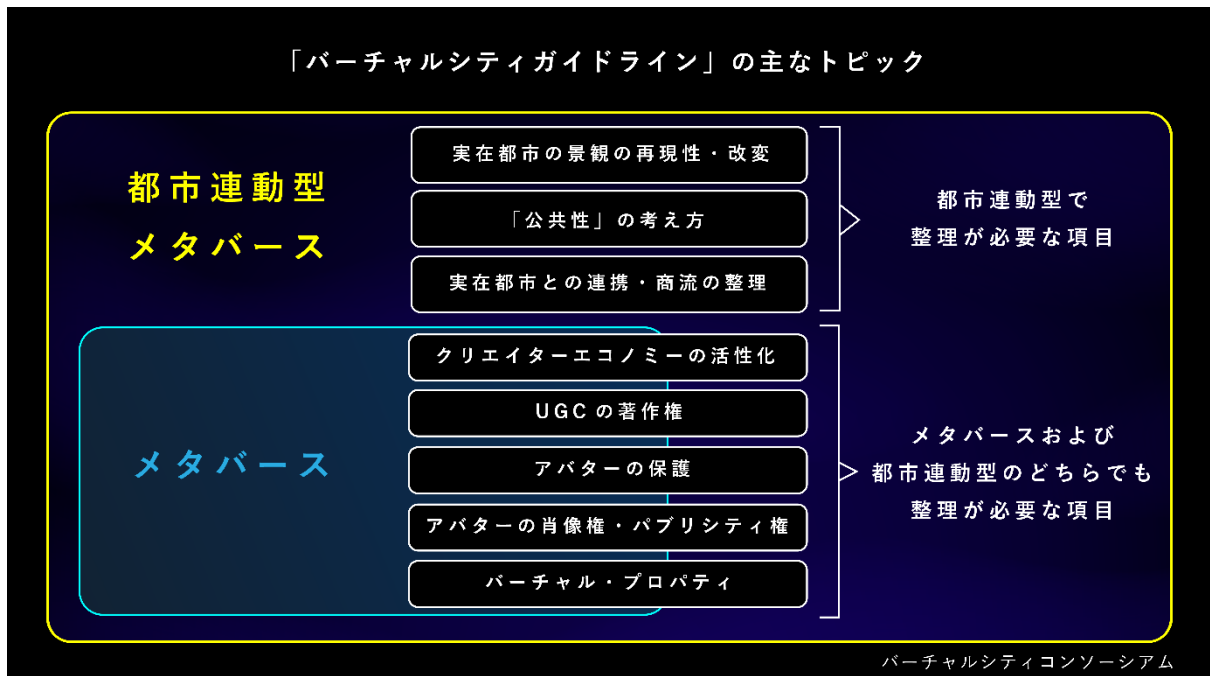 「バーチャルシティガイドライン」の主なトピック
都市連動型
メタバース
実在都市の景観の再現性・改変
「公共性」の考え方
実在都市との連携・商流の整理
都市連動型で
整理が必要な項目
メタバース
クリエイターエコノミーの活性化
UGCの著作権
アバターの保護
アバターの肖像権・パブリシティ権
バーチャル・プロパティ
メタバースおよび
都市連動型のどちらでも
整理が必要な項目
バーチャルシティコンソーシアム